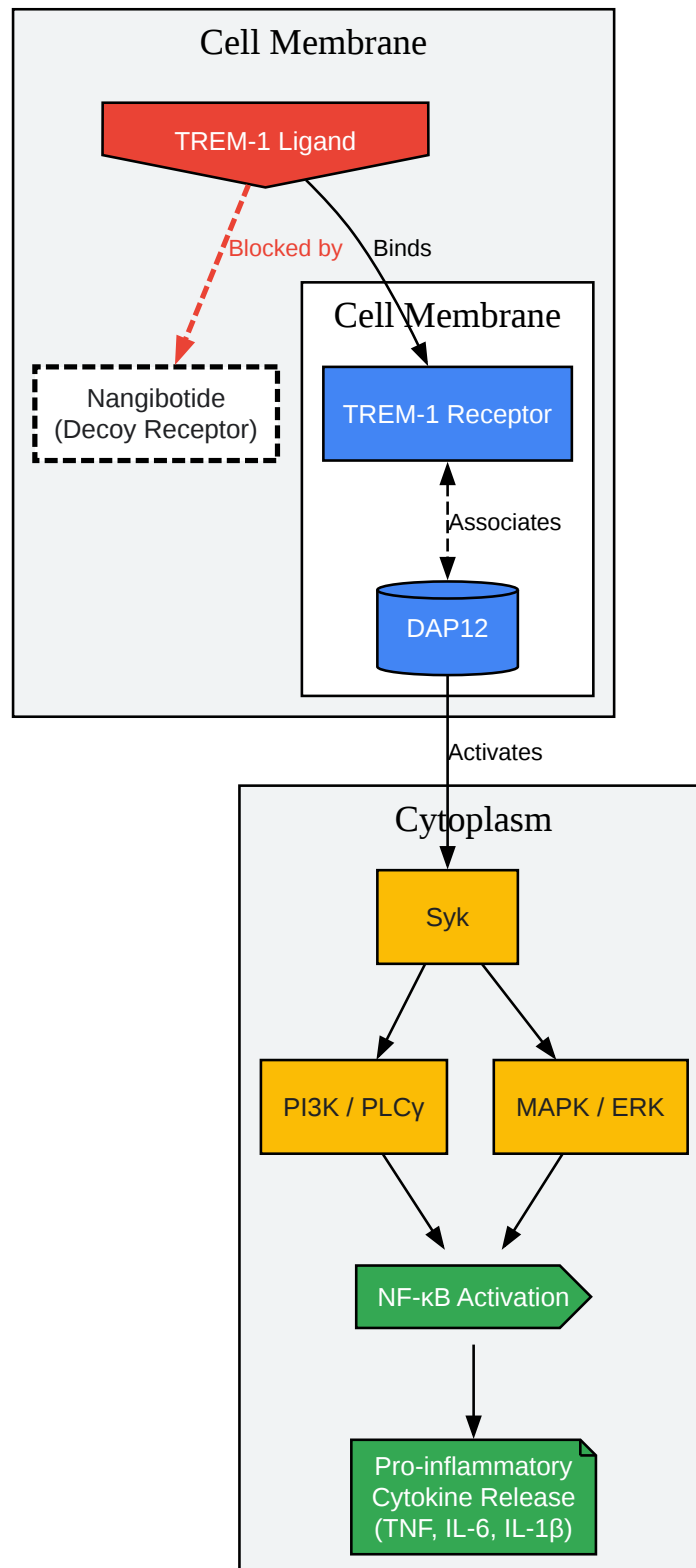 Cell Membrane
TREM-1 Ligand
Blocked by
Binds
Cell Membrane
Nangibotide
(Decoy Receptor)
TREM-1 Receptor
Associates
DAP12
Activates
Cytoplasm
Syk
PI3K / PLCγ
MAPK / ERK
NF-κB Activation
Pro-inflammatory
Cytokine Release
(TNF, IL-6, IL-1β)